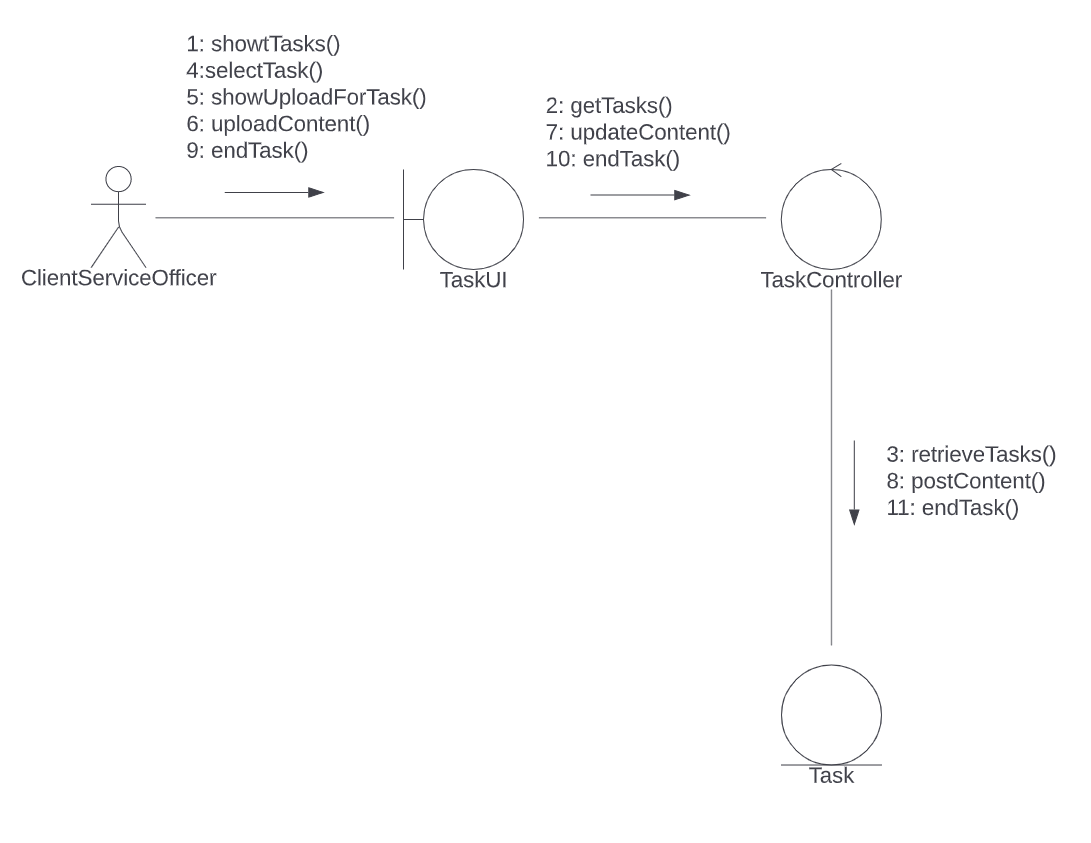 1: showtTasks()
4:selectTask()
5: showUploadForTask()
6: uploadContent()
9: endTask()
2: getTasks()
7: updateContent()
10: endTask()
ClientServiceOfficer
TaskUI
TaskController
3: retrieveTasks()
8: postContent()
11: endTask()
Task